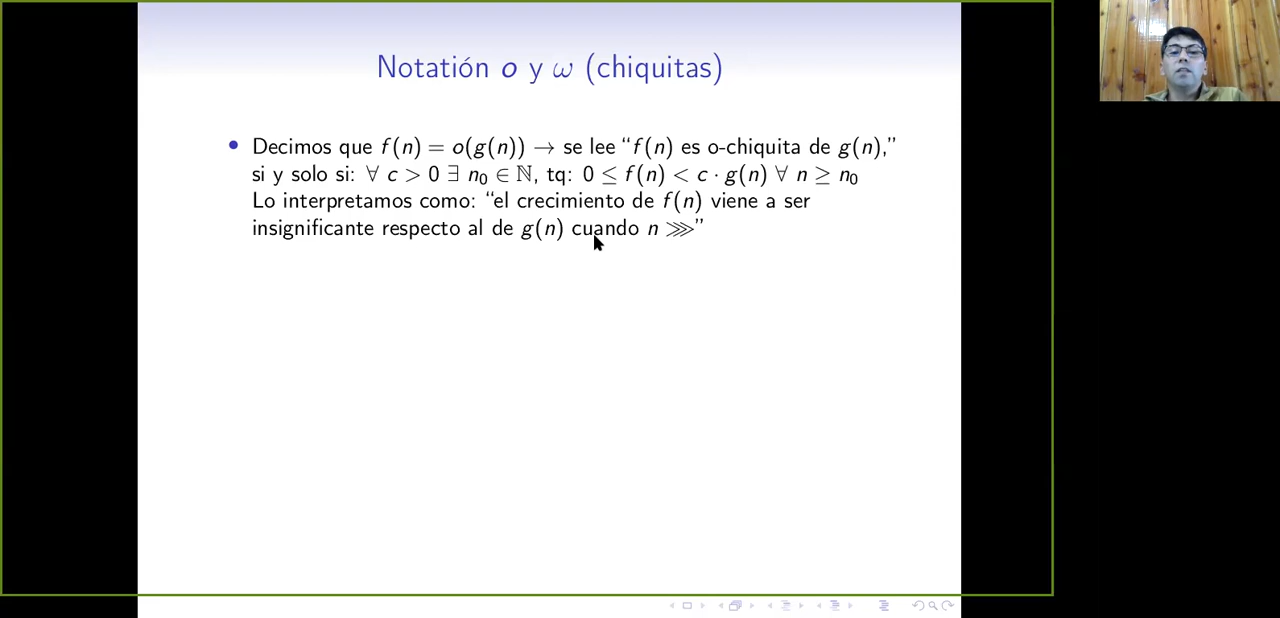 Notatión o y ω (chiquitas)
• Decimos que f(n) = o(g(n)) → se lee “f(n) es o-chiquita de g(n),”
si y solo si: ∀ c > 0 ∃ n₀ ∈ ℕ, tq: 0 ≤ f(n) < c · g(n) ∀ n ≥ n₀
Lo interpretamos como: “el crecimiento de f(n) viene a ser
insignificante respecto al de g(n) cuando n ⋙”